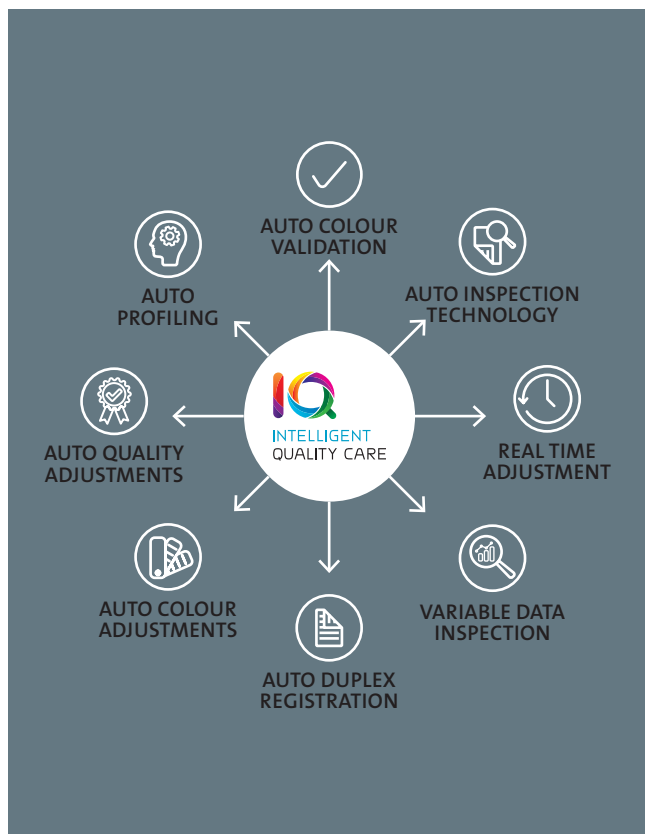 AUTO COLOUR
VALIDATION
AUTO
PROFILING
AUTO INSPECTION
TECHNOLOGY
IQ
INTELLIGENT
QUALITY CARE
AUTO QUALITY
ADJUSTMENTS
REAL TIME
ADJUSTMENT
AUTO COLOUR
ADJUSTMENTS
VARIABLE DATA
INSPECTION
AUTO DUPLEX
REGISTRATION